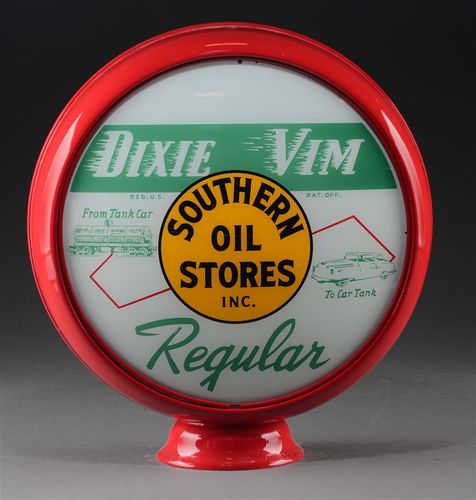 DIXIE VIM
REG. U.S. PAT. OFF.
From Tank Car
SOUTHERN
OIL
STORES
INC.
To Car Tank
Regular